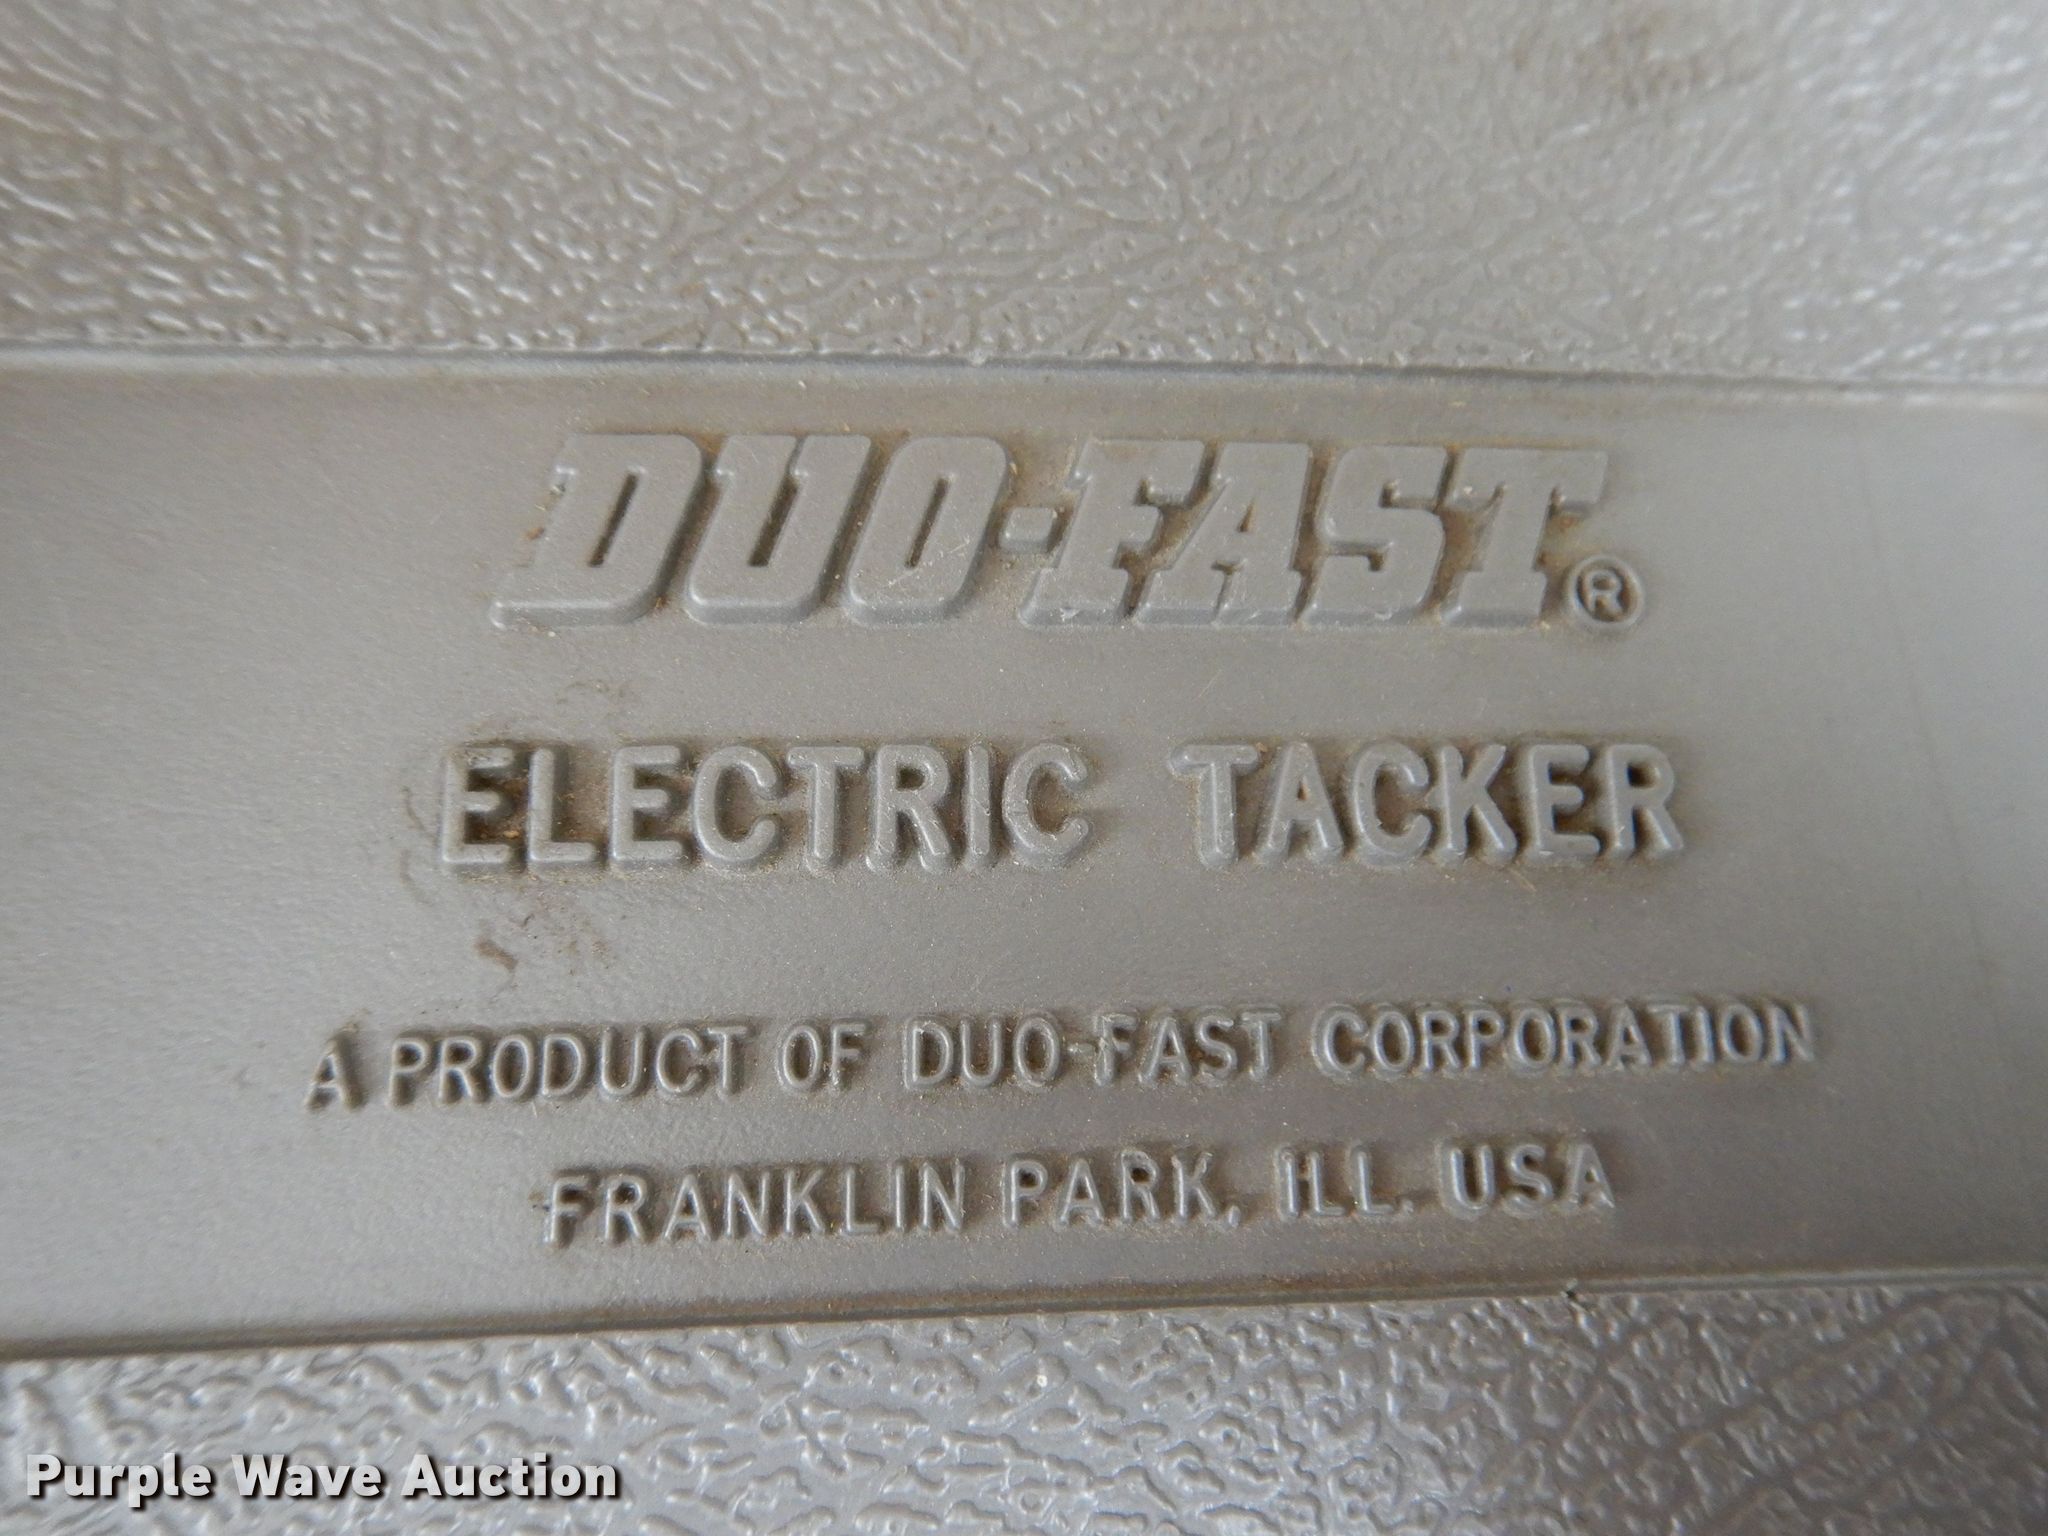 DUO-FAST®
ELECTRIC TACKER
A PRODUCT OF DUO-FAST CORPORATION
FRANKLIN PARK, ILL. USA
Purple Wave Auction